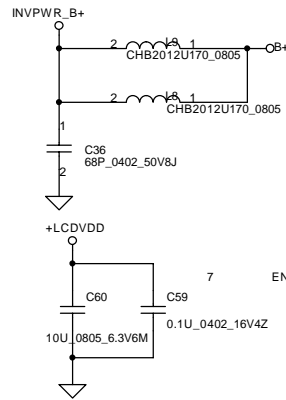 INVPWR_B+
2 L9 1 B+
CHB2012U170_0805
2 L8 1
CHB2012U170_0805
1
C36
68P_0402_50V8J
2
+LCDVDD
7 EN
C60 C59
0.1U_0402_16V4Z
10U_0805_6.3V6M